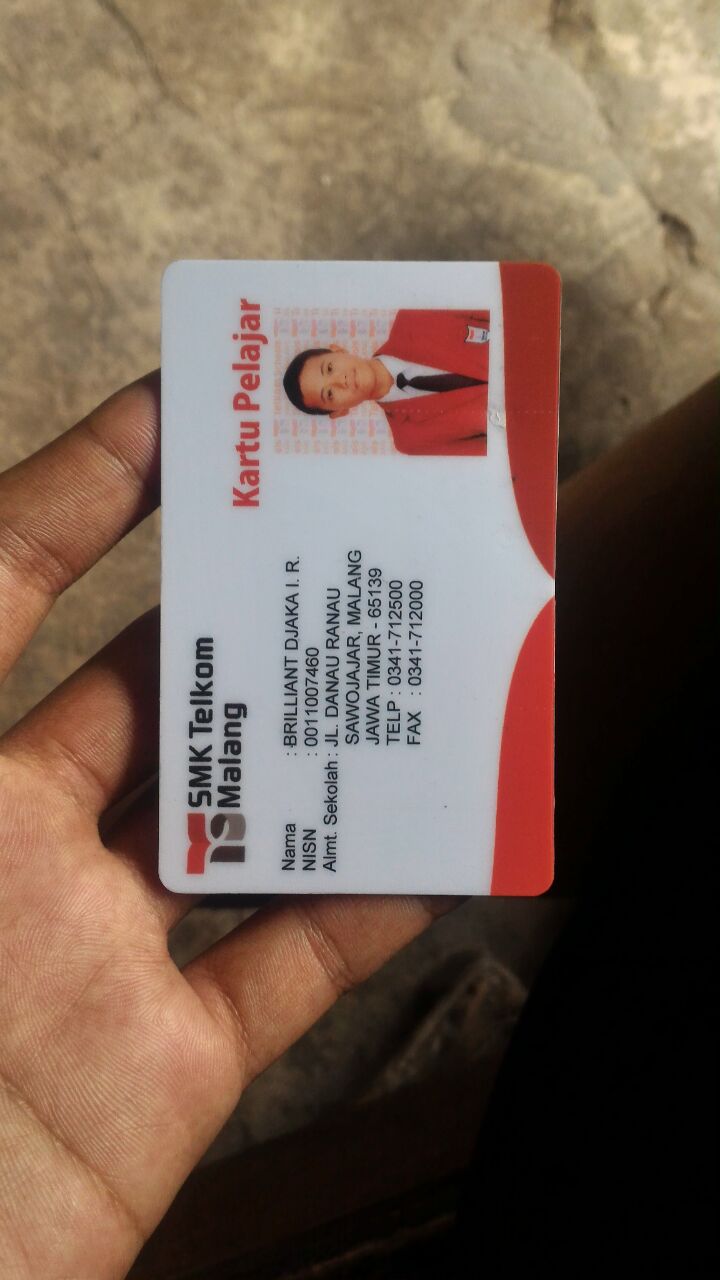 SMK Telkom
Malang
Kartu Pelajar
Nama : BRILLIANT DJAKA I. R.
NISN : 0011007460
Almt. Sekolah : JL. DANAU RANAU
SAWOJAJAR, MALANG
JAWA TIMUR - 65139
TELP : 0341-712500
FAX : 0341-712000